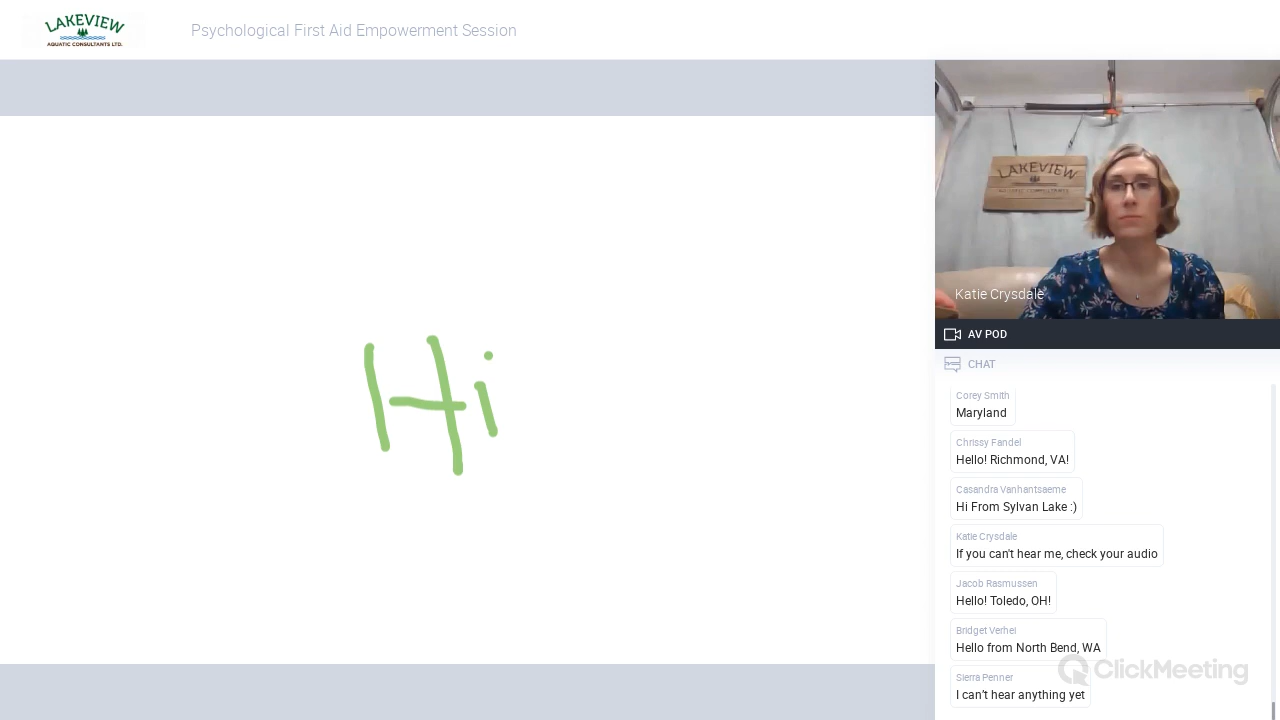 LAKEVIEW
AQUATIC CONSULTANTS LTD.
Psychological First Aid Empowerment Session
Hi
LAKEVIEW
Katie Crysdale
AV POD
CHAT
Corey Smith
Maryland
Chrissy Fandel
Hello! Richmond, VA!
Casandra Vanhantsaeme
Hi From Sylvan Lake :)
Katie Crysdale
If you can't hear me, check your audio
Jacob Rasmussen
Hello! Toledo, OH!
Bridget Verhei
Hello from North Bend, WA
Sierra Penner
I can’t hear anything yet
ClickMeeting